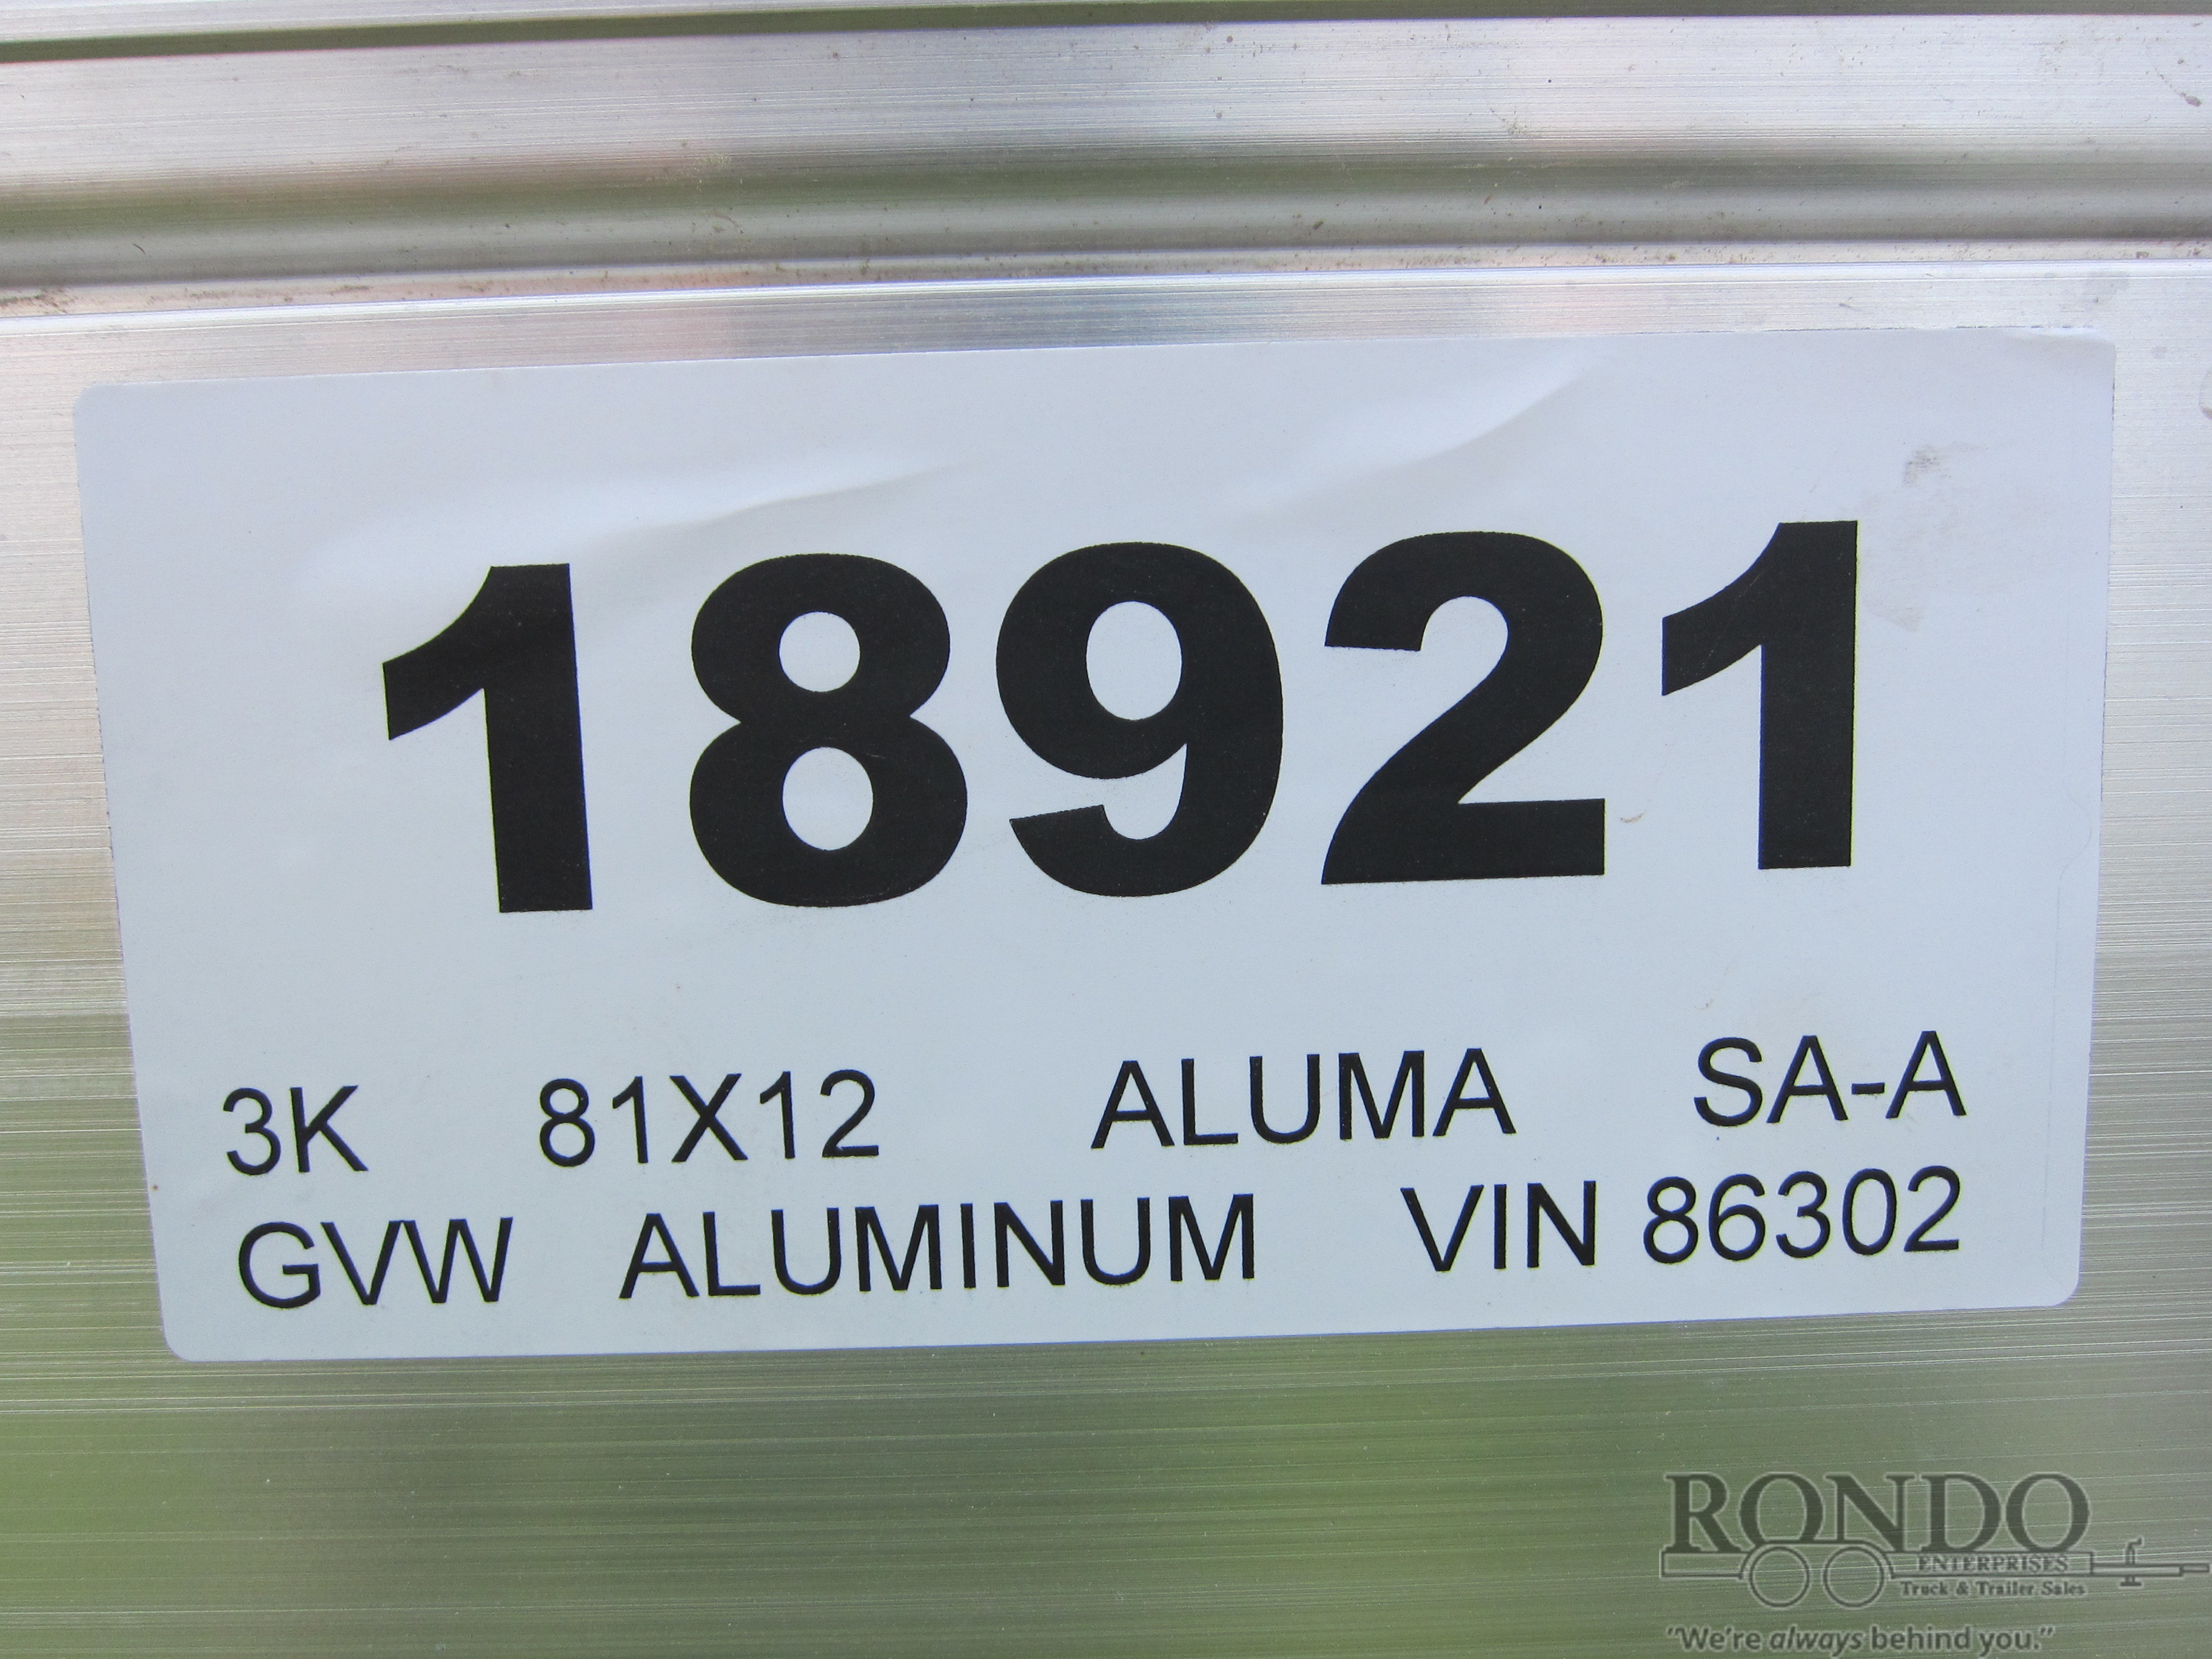 18921
3K 81X12 ALUMA SA-A
GVW ALUMINUM VIN 86302
RONDO
ENTERPRISES
Truck & Trailer Sales
"We're always behind you."